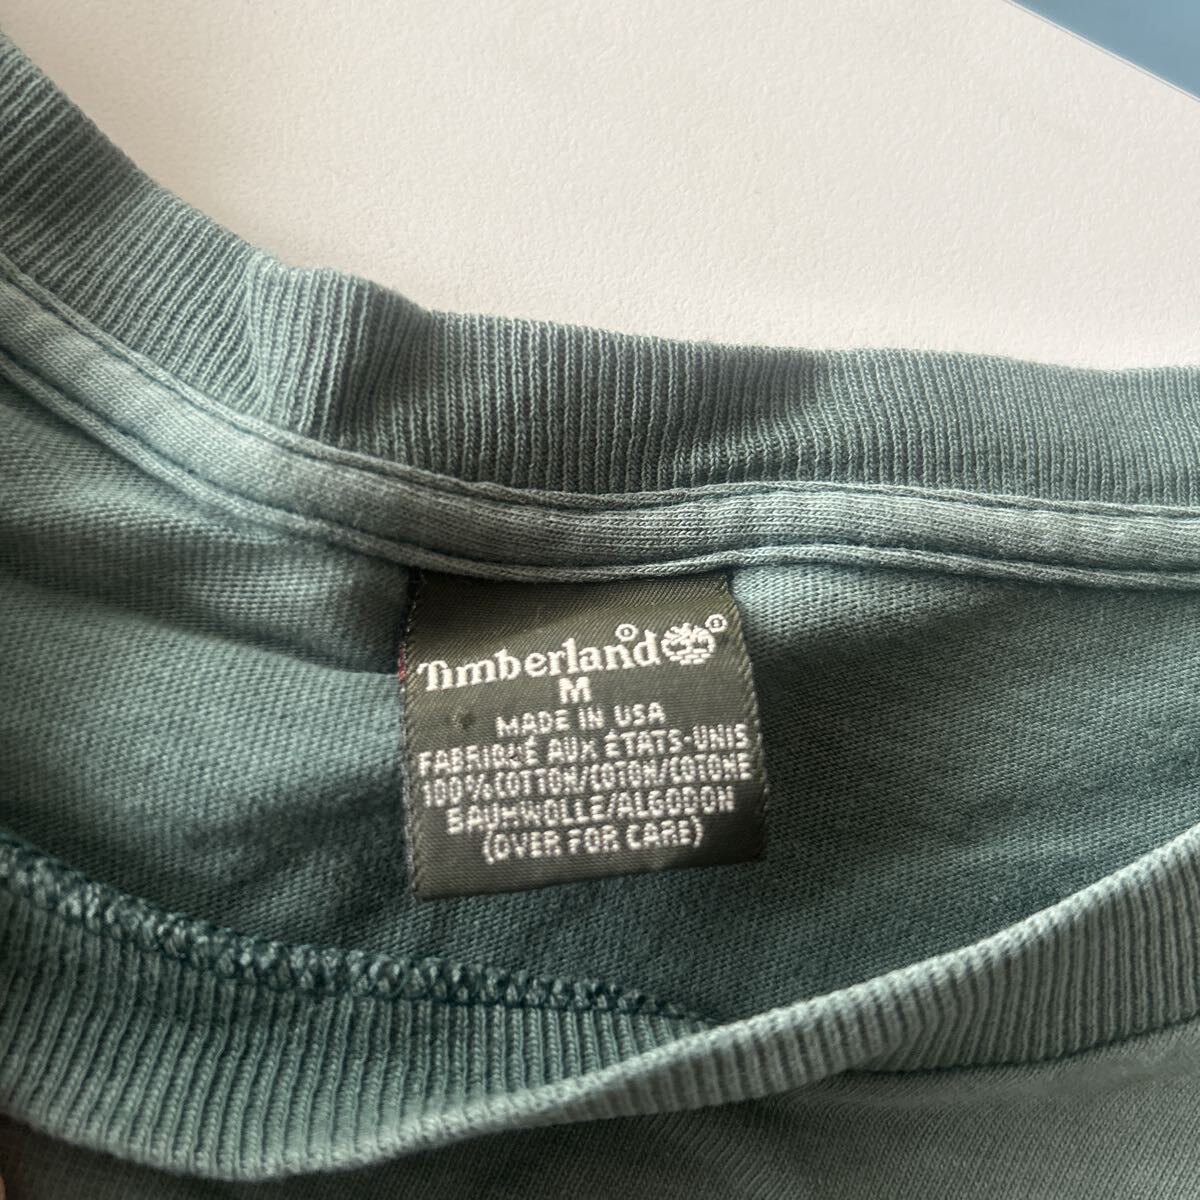 Timberland®
M
MADE IN USA
FABRIQUÉ AUX ÉTATS-UNIS
100% COTTON/COTON/COTONE
BAUMWOLLE/ALGODON
(OVER FOR CARE)